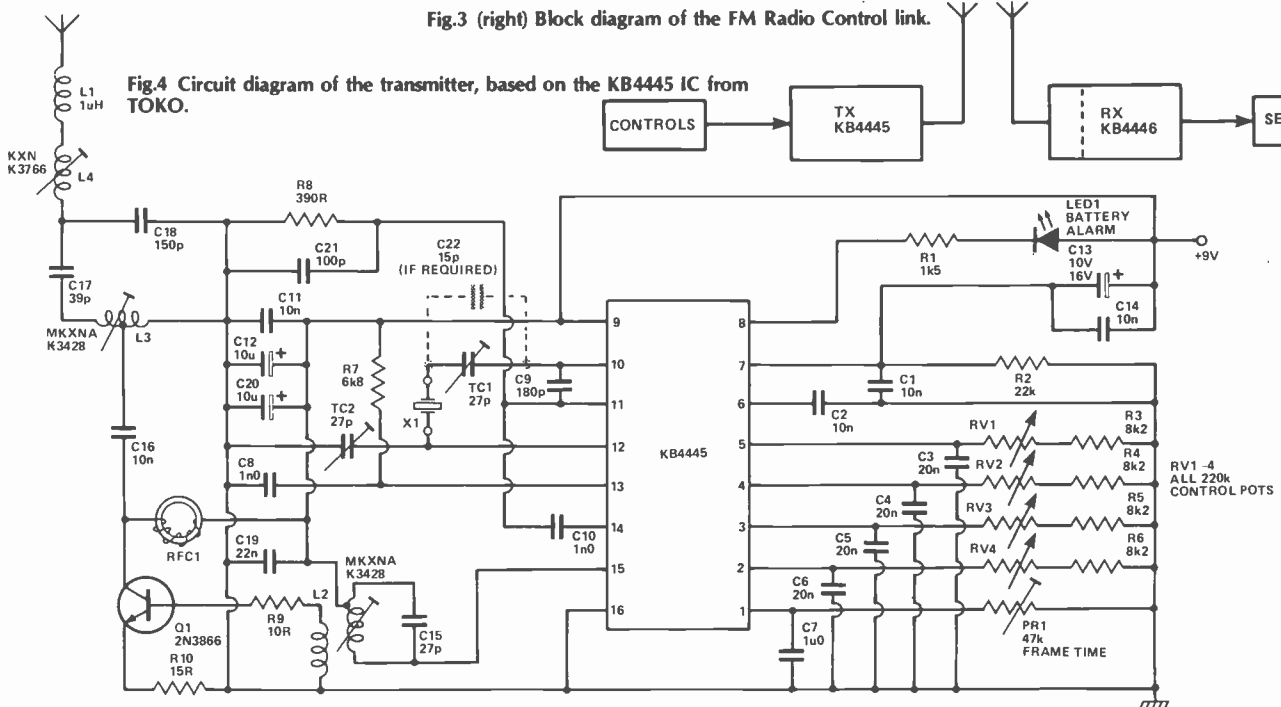 Fig.3 (right) Block diagram of the FM Radio Control link.
Fig.4 Circuit diagram of the transmitter, based on the KB4445 IC from
TOKO.
CONTROLS
TX
KB4445
RX
KB4446
SE
L1
1uH
KXN
K3766
L4
C18
150p
C17
39p
MKXNA
K3428
L3
C16
10n
RFC1
Q1
2N3866
R10
15R
R8
390R
C21
100p
C11
10n
C12
10u
+
C20
10u
+
TC2
27p
C8
1n0
C19
22n
R9
10R
L2
MKXNA
K3428
C15
27p
R7
6k8
C22
15p
(IF REQUIRED)
TC1
27p
X1
C9
180p
C10
1n0
KB4445
9
10
11
12
13
14
15
16
8
7
6
5
4
3
2
1
R1
1k5
LED1
BATTERY
ALARM
C13
10V
16V
+
+9V
C14
10n
C1
10n
R2
22k
C2
10n
RV1
R3
8k2
C3
20n
RV2
R4
8k2
C4
20n
RV3
R5
8k2
C5
20n
RV4
R6
8k2
C6
20n
RV1-4
ALL 220k
CONTROL POTS
C7
1u0
PR1
47k
FRAME TIME